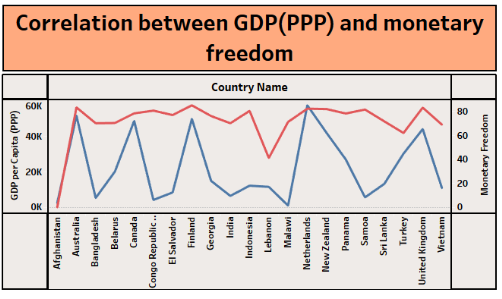 Correlation between GDP(PPP) and monetary
freedom
Country Name
GDP per Capita (PPP)
60K
40K
20K
0K
80
60
40
20
0
Monetary Freedom
Afghanistan
Australia
Bangladesh
Belarus
Canada
Congo Republic ..
El Salvador
Finland
Georgia
India
Indonesia
Lebanon
Malawi
Netherlands
New Zealand
Panama
Samoa
Sri Lanka
Turkey
United Kingdom
Vietnam